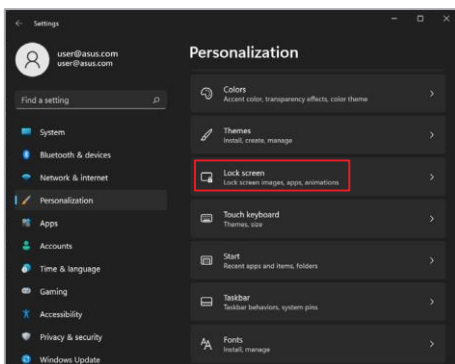 Settings
user@asus.com
user@asus.com
Find a setting
System
Bluetooth & devices
Network & internet
Personalization
Apps
Accounts
Time & language
Gaming
Accessibility
Privacy & security
Windows Update
Personalization
Colors
Accent color, transparency effects, color theme
Themes
Install, create, manage
Lock screen
Lock screen images, apps, animations
Touch keyboard
Themes, size
Start
Recent apps and items, folders
Taskbar
Taskbar behaviors, system pins
Fonts
Install, manage